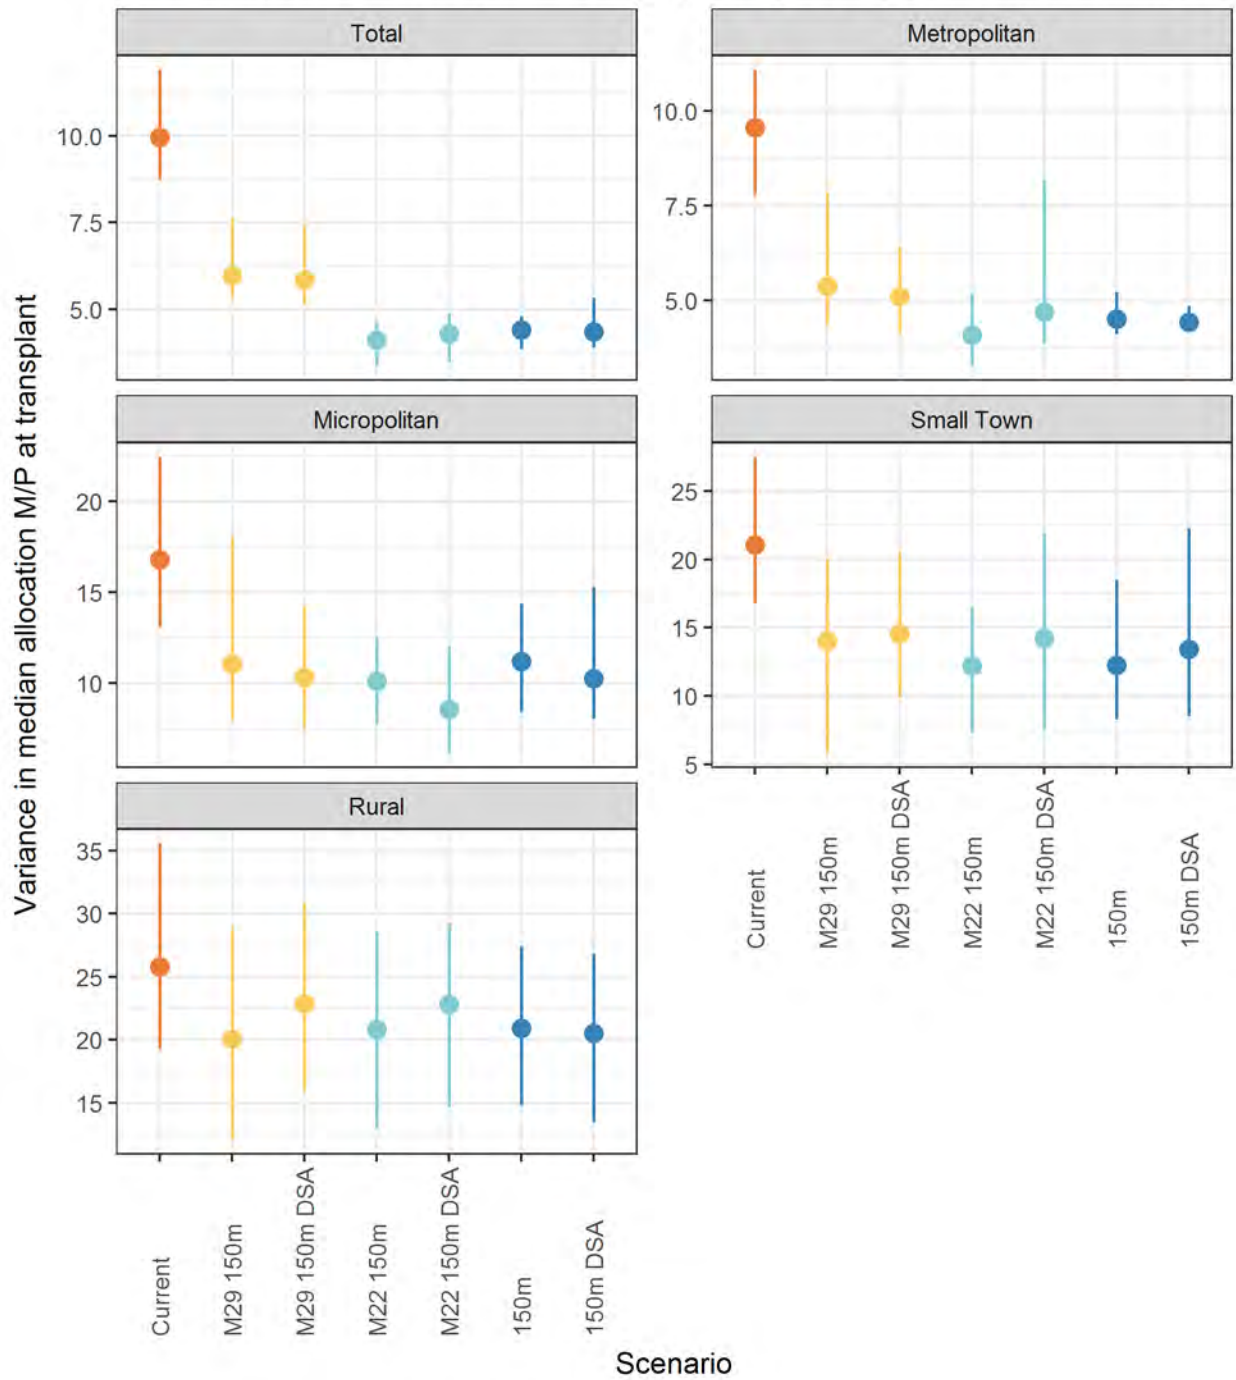 Variance in median allocation M/P at transplant
Total
10.0
7.5
5.0
Metropolitan
10.0
7.5
5.0
Micropolitan
20
15
10
Small Town
25
20
15
10
5
Current
M29 150m
M29 150m DSA
M22 150m
M22 150m DSA
150m
150m DSA
Rural
35
30
25
20
15
Current
M29 150m
M29 150m DSA
M22 150m
M22 150m DSA
150m
150m DSA
Scenario